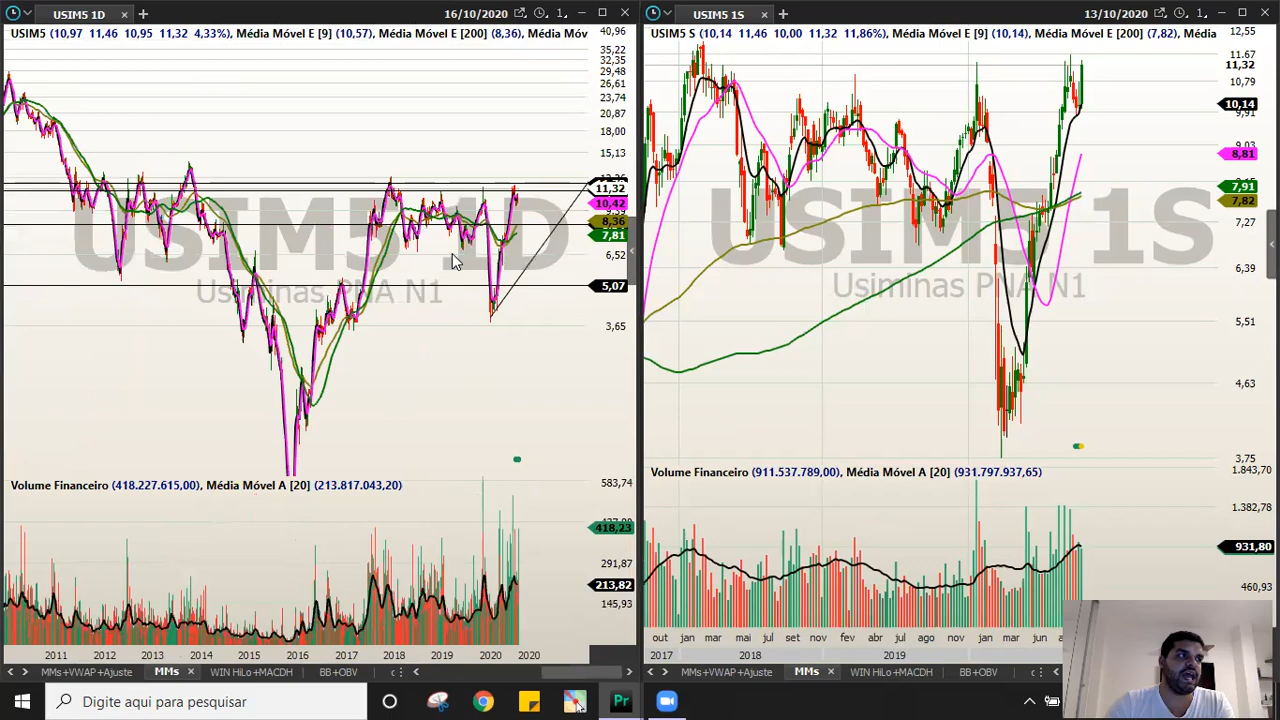 USIM5 1D
16/10/2020
1
USIM5 (10,97 11,46 10,95 11,32 4,33%), Média Móvel E [9] (10,57), Média Móvel E [200] (8,36), Média Móv
40,96
35,22
32,35
29,48
26,61
23,74
20,87
18,00
15,13
11,32
10,42
8,36
7,81
6,52
5,07
3,65
USIM5 1D
Usiminas PNA N1
Volume Financeiro (418.227.615,00), Média Móvel A [20] (213.817.043,20)
583,74
418,23
291,87
213,82
145,93
2011 2012 2013 2014 2015 2016 2017 2018 2019 2020 2020
MMs+VWAP+Ajuste MMs WIN HiLo+MACDH BB+OBV
USIM5 1S
13/10/2020
1
USIM5 S (10,14 11,46 10,00 11,32 11,86%), Média Móvel E [9] (10,14), Média Móvel E [200] (7,82), Média
12,55
11,67
11,32
10,79
10,14
9,91
9,03
8,81
7,91
7,82
7,27
6,39
5,51
4,63
3,75
USIM5 1S
Usiminas PNA N1
Volume Financeiro (911.537.789,00), Média Móvel A [20] (931.797.937,65)
1.843,70
1.382,78
931,80
460,93
out jan mar mai jul set nov fev abr jul ago nov jan mar jun
2017 2018 2019
MMs+VWAP+Ajuste MMs WIN HiLo+MACDH BB+OBV
Digite aqui para pesquisar
Pr